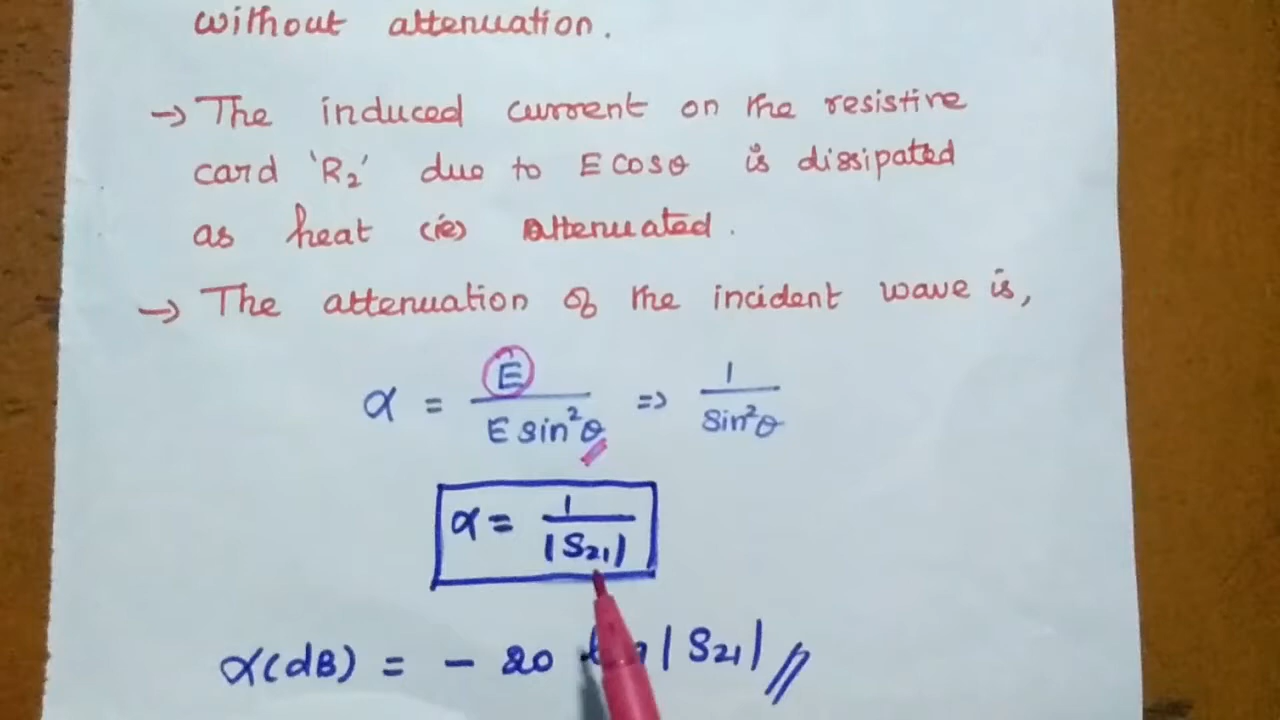 without attenuation.
→ The induced current on the resistive
card 'R₂' due to E cosθ is dissipated
as heat (ie) Attenuated.
→ The attenuation of the incident wave is,
α = E / E sin²θ => 1 / Sin²θ
α = 1 / |S₂₁|
α(dB) = - 20 |S₂₁| //